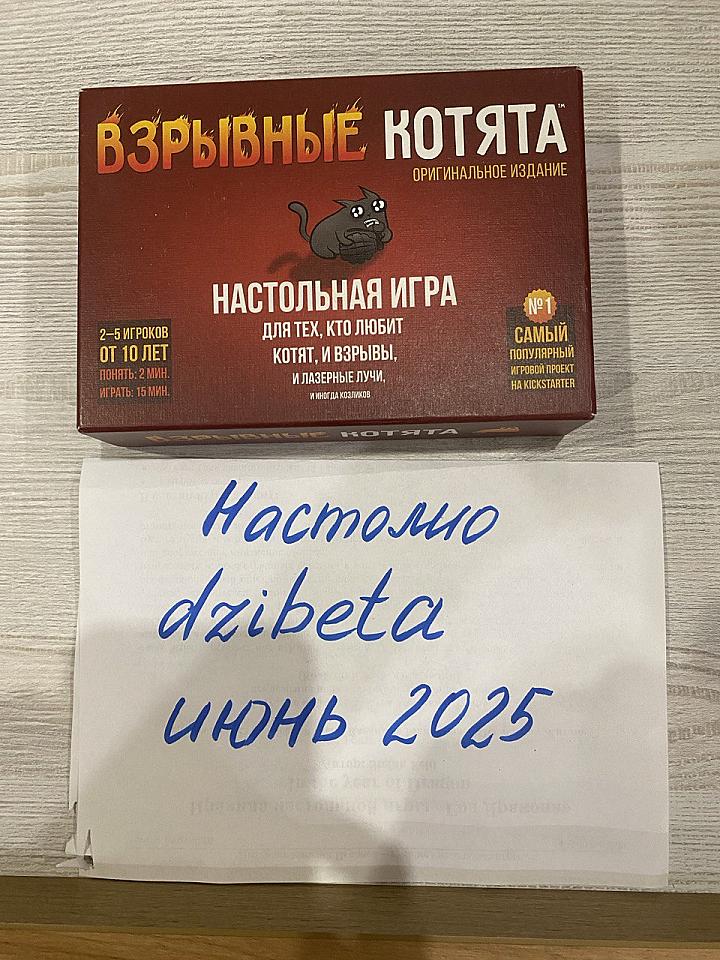 ВЗРЫВНЫЕ КОТЯТА™
ОРИГИНАЛЬНОЕ ИЗДАНИЕ
НАСТОЛЬНАЯ ИГРА
ДЛЯ ТЕХ, КТО ЛЮБИТ
КОТЯТ, И ВЗРЫВЫ,
И ЛАЗЕРНЫЕ ЛУЧИ,
И ИНОГДА КОЗЛИКОВ
2–5 ИГРОКОВ
ОТ 10 ЛЕТ
ПОНЯТЬ: 2 МИН.
ИГРАТЬ: 15 МИН.
№1
САМЫЙ
ПОПУЛЯРНЫЙ
ИГРОВОЙ ПРОЕКТ
НА KICKSTARTER
ВЗРЫВНЫЕ КОТЯТА
Настолио
dzibeta
июнь 2025